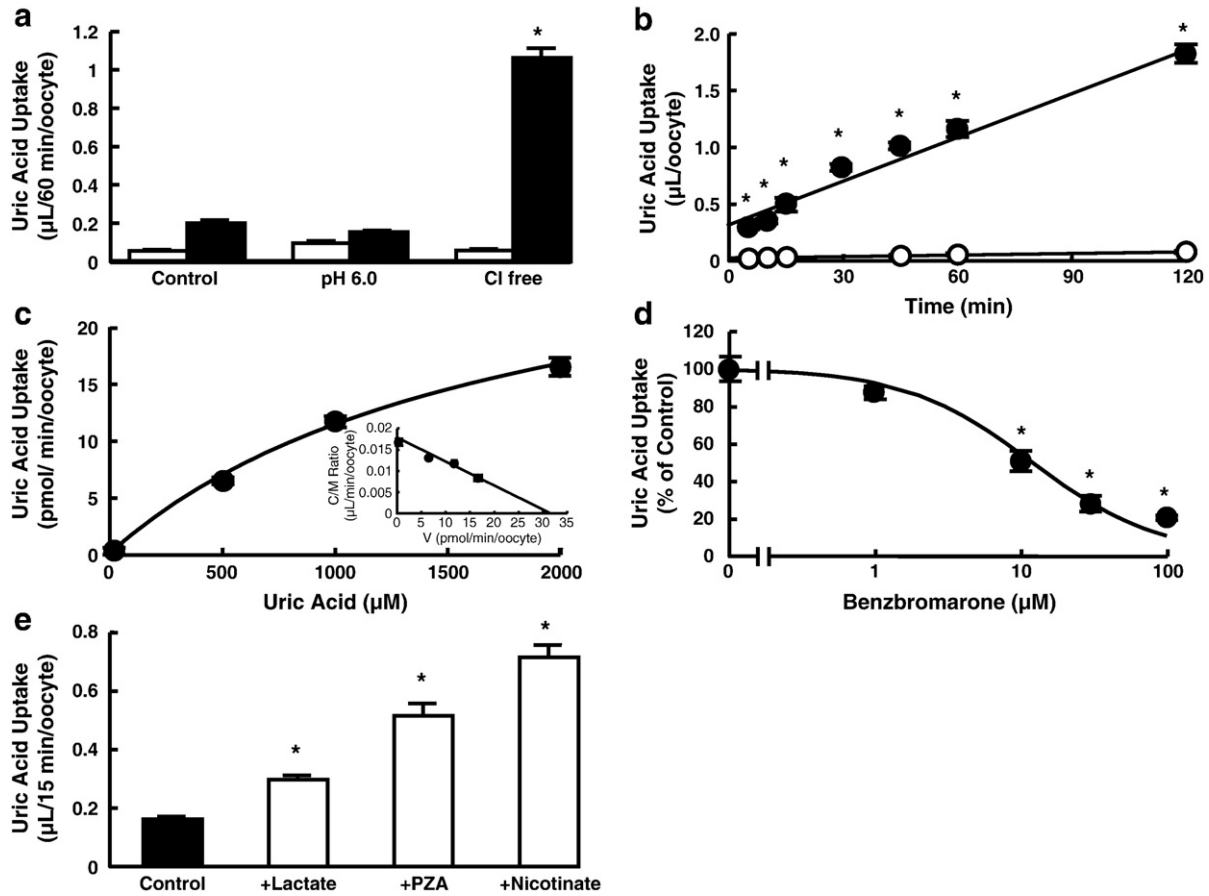 a
Uric Acid Uptake
(µL/60 min/oocyte)
1.2
1
0.8
0.6
0.4
0.2
0
*
Control
pH 6.0
Cl free
b
Uric Acid Uptake
(µL/oocyte)
2.0
1.5
1.0
0.5
0
* * * * * * *
30
60
90
120
Time (min)
c
Uric Acid Uptake
(pmol/ min/oocyte)
20
15
10
5
0
0
500
1000
1500
2000
Uric Acid (µM)
C/M Ratio
(µL/min/oocyte)
0.02
0.015
0.01
0.005
0
0 5 10 15 20 25 30 35
V (pmol/min/oocyte)
d
Uric Acid Uptake
(% of Control)
120
100
80
60
40
20
0
* * *
0
1
10
100
Benzbromarone (µM)
e
Uric Acid Uptake
(µL/15 min/oocyte)
0.8
0.6
0.4
0.2
0
* * *
Control
+Lactate
+PZA
+Nicotinate